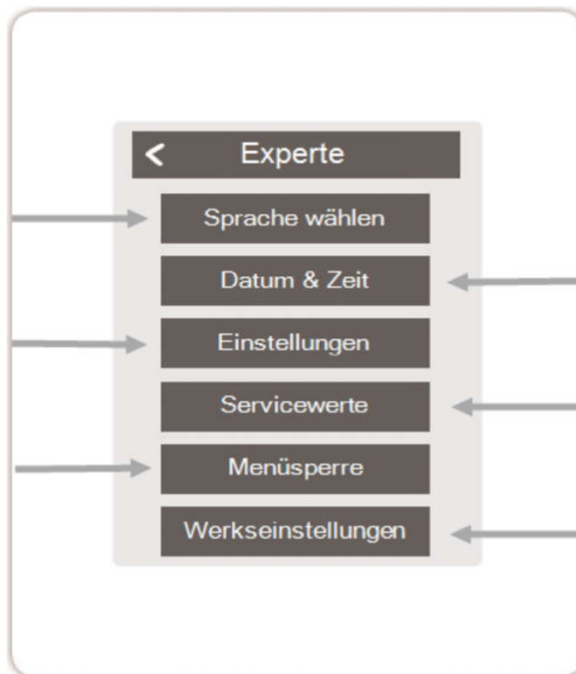 Experte
Sprache wählen
Datum & Zeit
Einstellungen
Servicewerte
Menüsperre
Werkseinstellungen